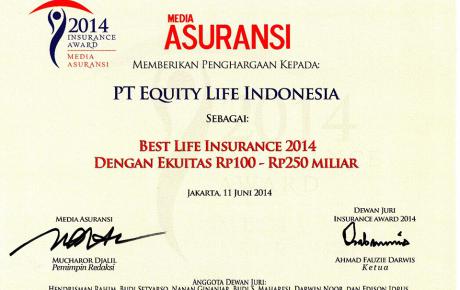 2014
INSURANCE
AWARD
MEDIA
ASURANSI
MEDIA
ASURANSI
MEMBERIKAN PENGHARGAAN KEPADA:
PT EQUITY LIFE INDONESIA
SEBAGAI:
BEST LIFE INSURANCE 2014
DENGAN EKUITAS RP100 - RP250 MILIAR
JAKARTA, 11 JUNI 2014
MEDIA ASURANSI
MUCHAROR DJALIL
Pemimpin Redaksi
DEWAN JURI
INSURANCE AWARD 2014
AHMAD FAUZIE DARWIS
Ketua
ANGGOTA DEWAN JURI:
HENDRISMAN RAHIM, BUDI SETYARSO, NANAN GINANJAR, BUDI S. MAHARESI, DARWIN NOOR, DAN EDISON IDRUS